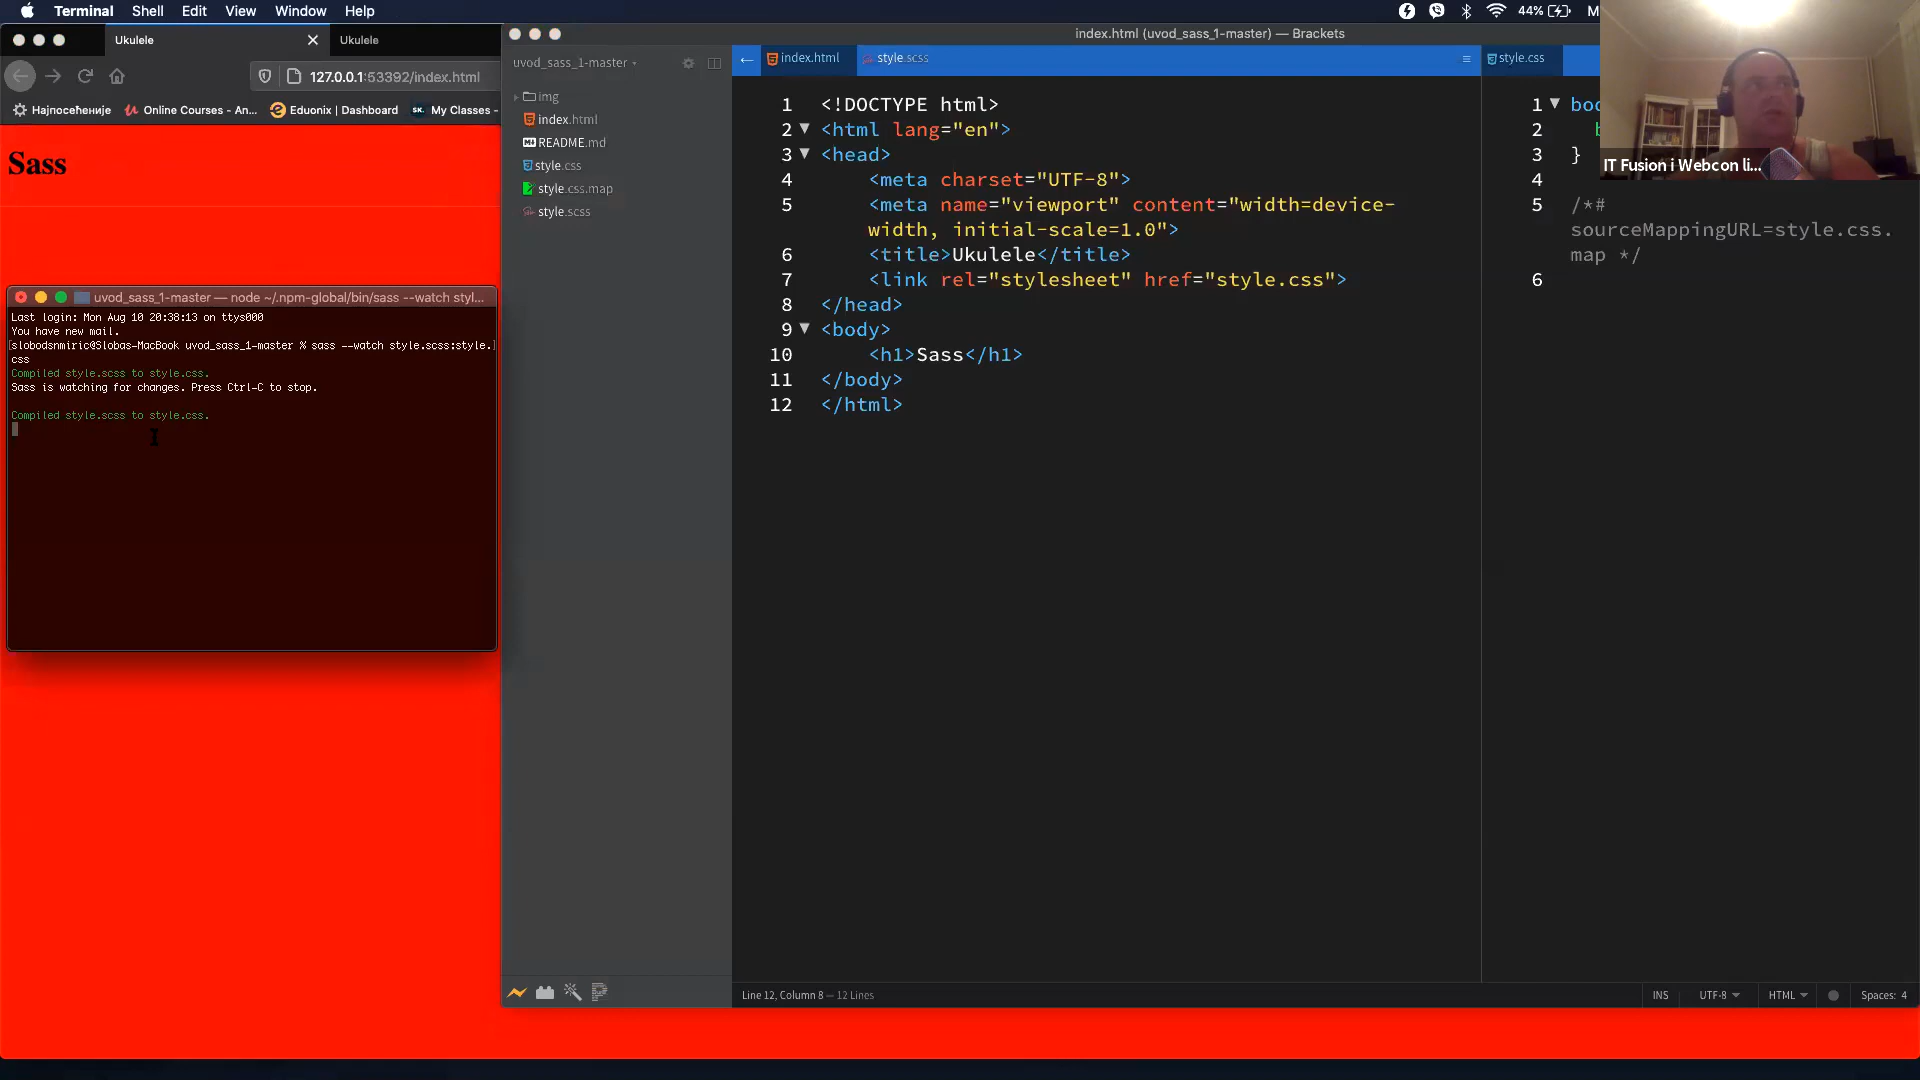 Terminal Shell Edit View Window Help
44% M
Ukulele
Ukulele
127.0.0.1:53392/index.html
Најпосећеније Online Courses - An... Eduonix | Dashboard SK. My Classes -
Sass
uvod_sass_1-master — node ~/.npm-global/bin/sass --watch styl...
Last login: Mon Aug 10 20:38:13 on ttys000
You have new mail.
[slobodsnmiric@Slobas-MacBook uvod_sass_1-master % sass --watch style.scss:style.]
css
Compiled style.scss to style.css.
Sass is watching for changes. Press Ctrl-C to stop.
Compiled style.scss to style.css.
index.html (uvod_sass_1-master) — Brackets
uvod_sass_1-master
img
index.html
README.md
style.css
style.css.map
style.scss
index.html style.scss
1 <!DOCTYPE html>
2 <html lang="en">
3 <head>
4 <meta charset="UTF-8">
5 <meta name="viewport" content="width=device-
width, initial-scale=1.0">
6 <title>Ukulele</title>
7 <link rel="stylesheet" href="style.css">
8 </head>
9 <body>
10 <h1>Sass</h1>
11 </body>
12 </html>
style.css
1 bo
2 b
3 }
4
5 /*#
sourceMappingURL=style.css.
map */
6
IT Fusion i Webcon li...
Line 12, Column 8 — 12 Lines
INS UTF-8 HTML Spaces: 4